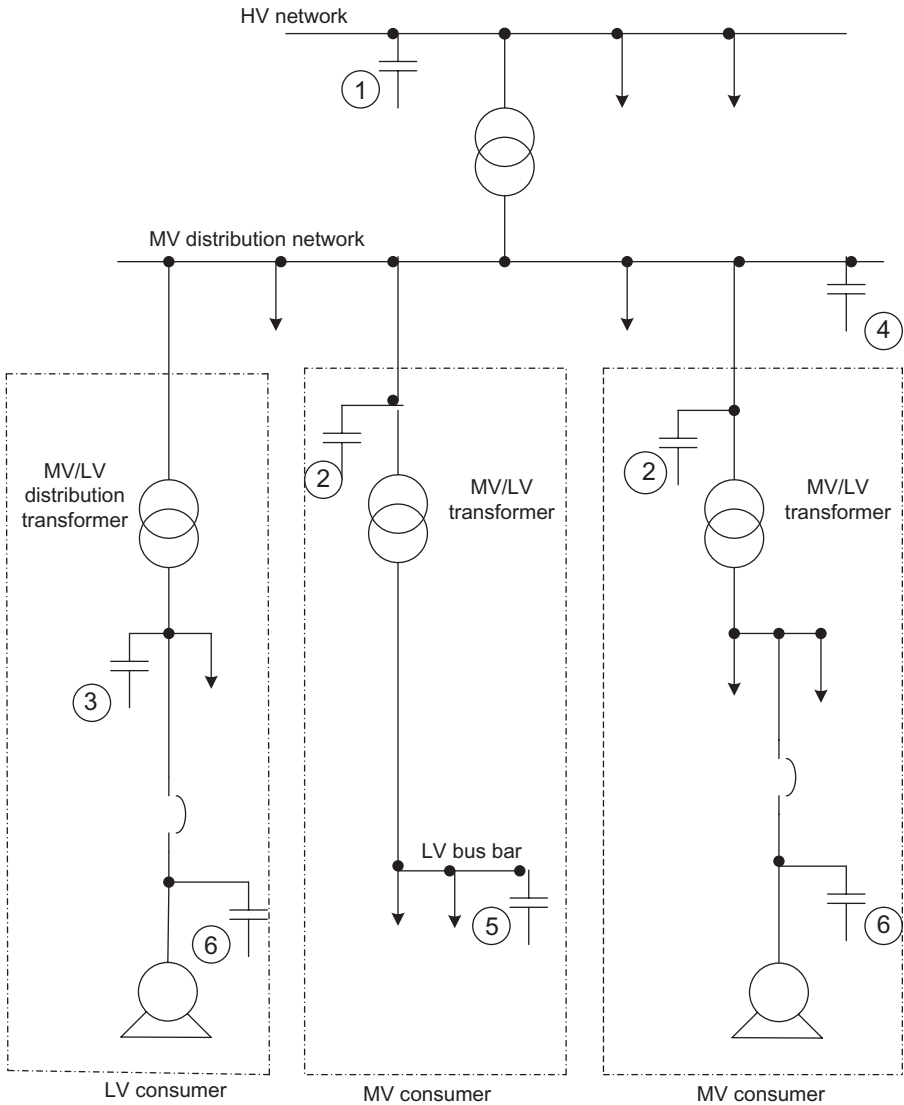 HV network
1
MV distribution network
4
2
2
MV/LV
distribution
transformer
MV/LV
transformer
MV/LV
transformer
3
LV bus bar
6
5
6
LV consumer
MV consumer
MV consumer